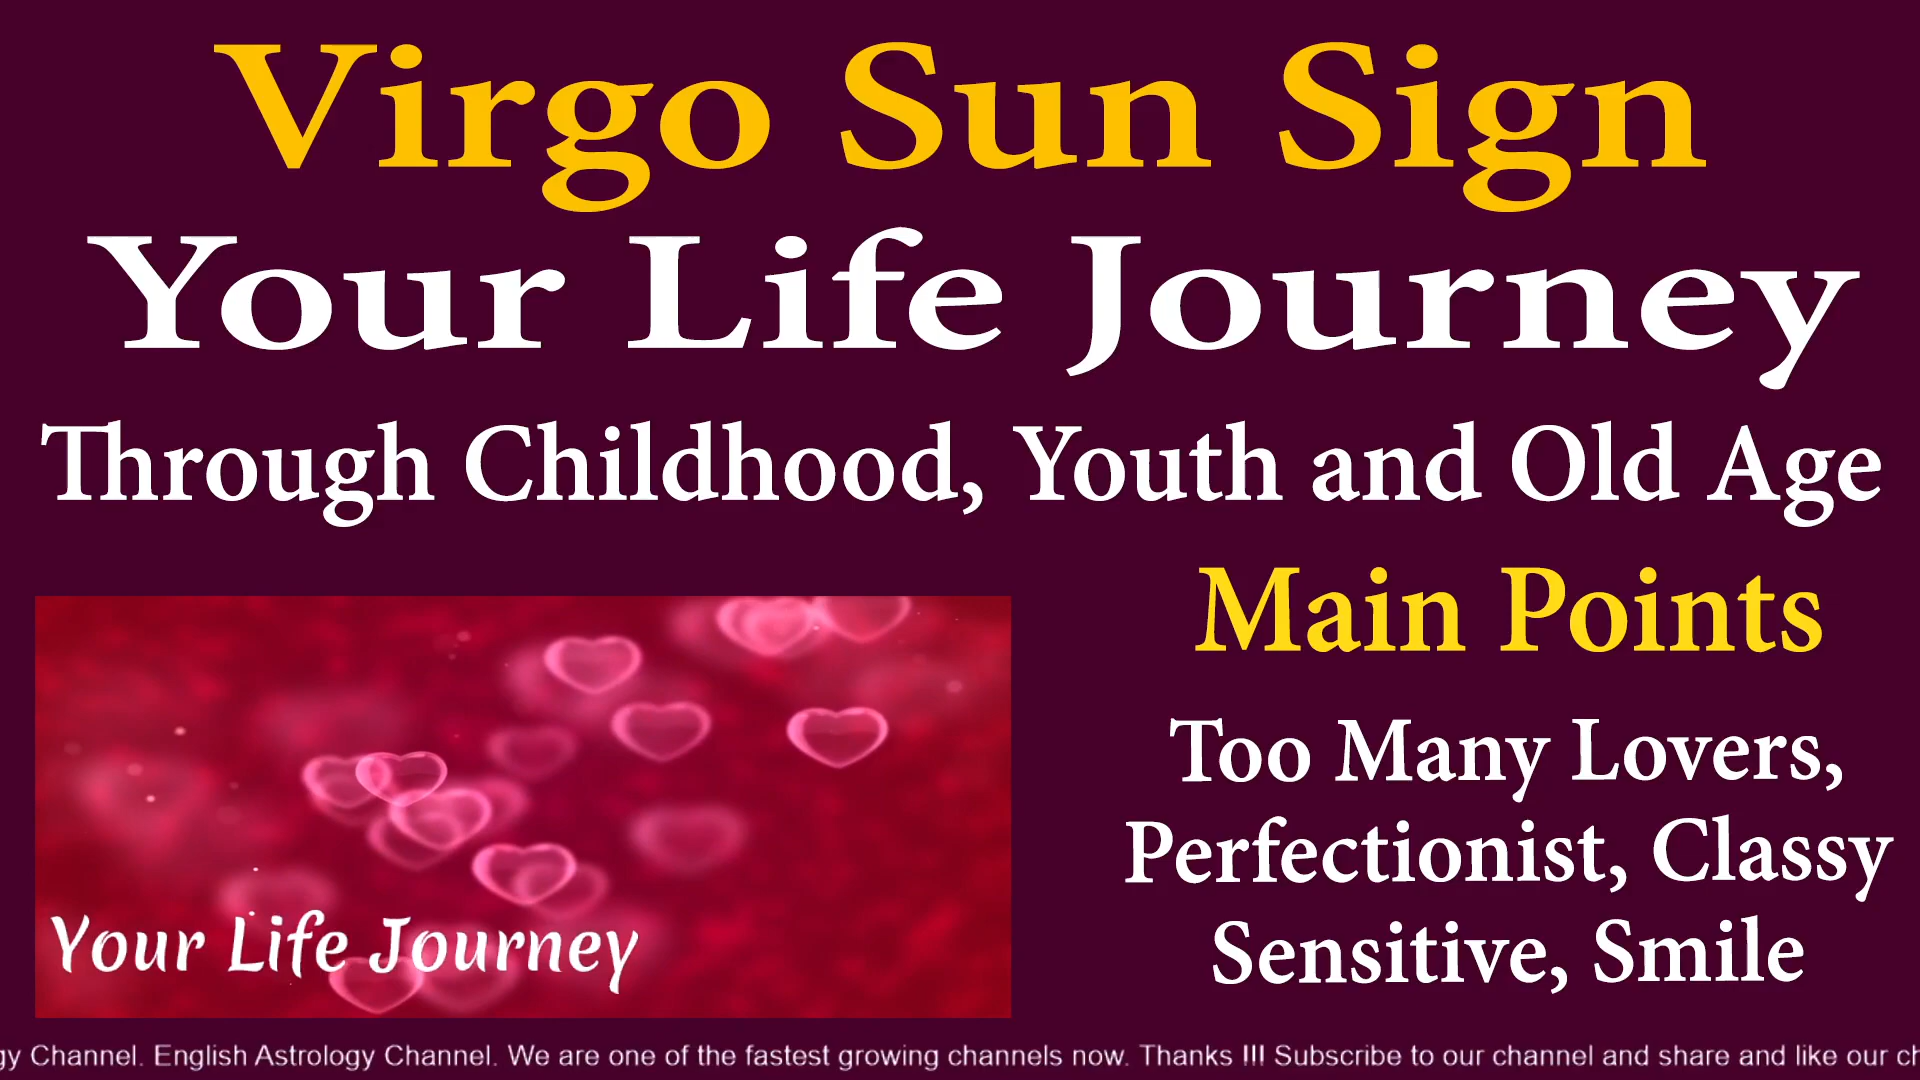 Virgo Sun Sign
Your Life Journey
Through Childhood, Youth and Old Age
Main Points
Too Many Lovers,
Perfectionist, Classy
Sensitive, Smile
Your Life Journey
Channel. English Astrology Channel. We are one of the fastest growing channels now. Thanks !!! Subscribe to our channel and share and like our